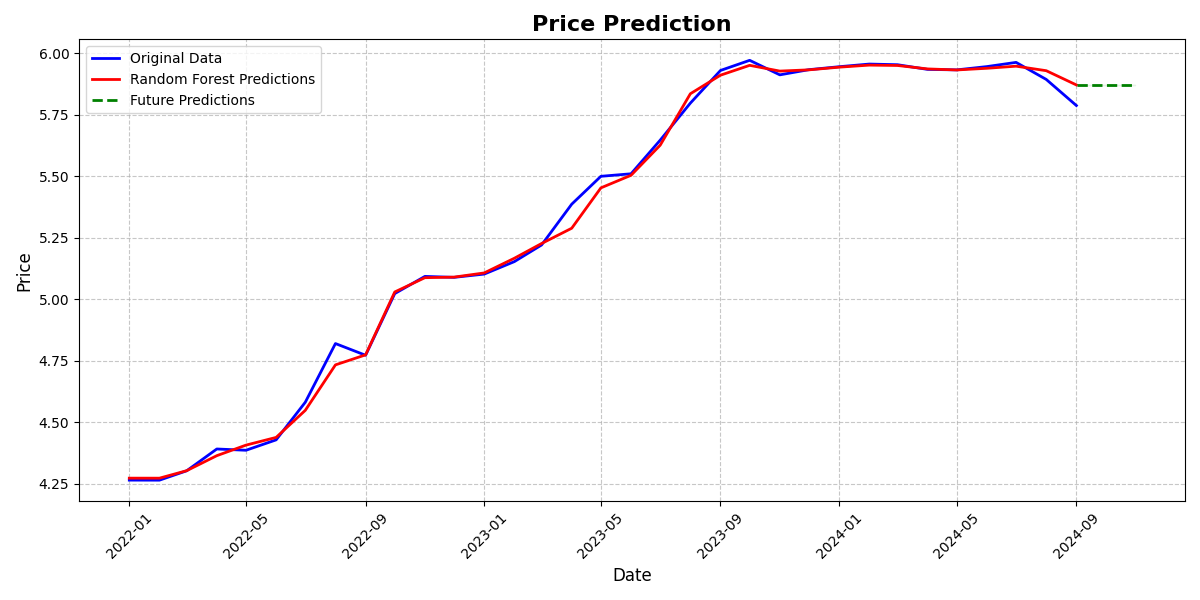 Price Prediction
Original Data
Random Forest Predictions
Future Predictions
Price
6.00
5.75
5.50
5.25
5.00
4.75
4.50
4.25
2022-01
2022-05
2022-09
2023-01
2023-05
2023-09
2024-01
2024-05
2024-09
Date